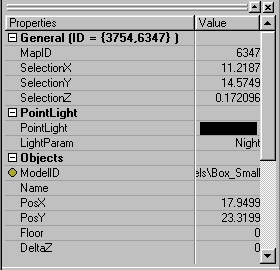 Properties Value
General (ID = {3754,6347} )
MapID 6347
SelectionX 11.2187
SelectionY 14.5749
SelectionZ 0.172096
PointLight
PointLight
LightParam Night
Objects
ModelID els\Box_Small
Name
PosX 17.9499
PosY 23.3199
Floor 0
DeltaZ 0